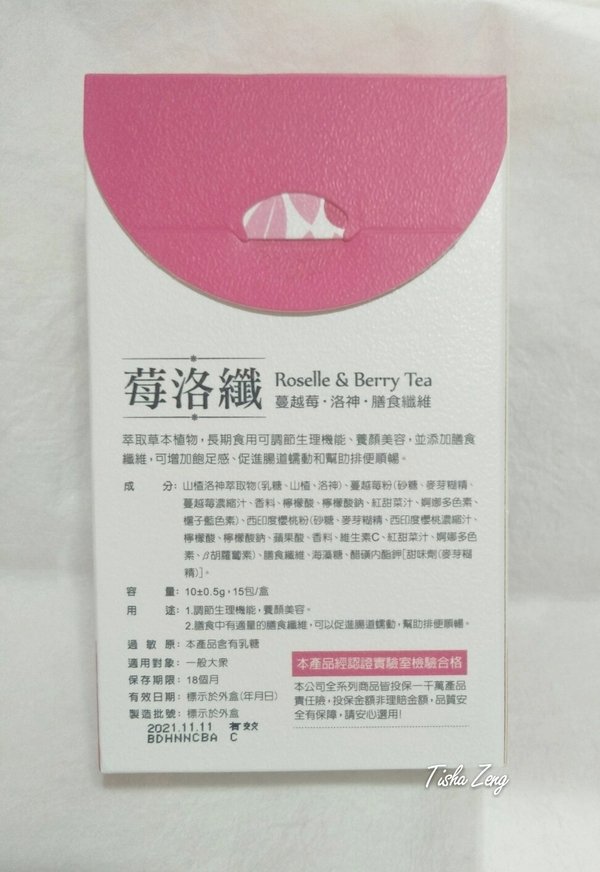 莓洛纖 Roselle & Berry Tea
蔓越莓·洛神·膳食纖維
萃取草本植物，長期食用可調節生理機能、養顏美容，並添加膳食
纖維，可增加飽足感、促進腸道蠕動和幫助排便順暢。
成 分：山楂洛神萃取物(乳糖、山楂、洛神)、蔓越莓粉(砂糖、麥芽糊精、
蔓越莓濃縮汁、香料、檸檬酸、檸檬酸鈉、紅甜菜汁、婀娜多色素、
梔子藍色素)、西印度櫻桃粉(砂糖、麥芽糊精、西印度櫻桃濃縮汁、
檸檬酸、檸檬酸鈉、蘋果酸、香料、維生素C、紅甜菜汁、婀娜多色
素、β胡蘿蔔素)、膳食纖維、海藻糖、醋磺內酯鉀[甜味劑(麥芽糊
精)]。
容 量：10±0.5g，15包/盒
用 途：1.調節生理機能，養顏美容。
2.膳食中有適量的膳食纖維，可以促進腸道蠕動，幫助排便順暢。
過 敏 原：本產品含有乳糖
適用對象：一般大衆
保存期限：18個月
有效日期：標示於外盒(年月日)
製造批號：標示於外盒
2021.11.11 有效
BDHNNCBA C
本產品經認證實驗室檢驗合格
本公司全系列商品皆投保一千萬產品
責任險，投保金額非理賠金額，品質安
全有保障，請安心選用!
Tisha Zeng